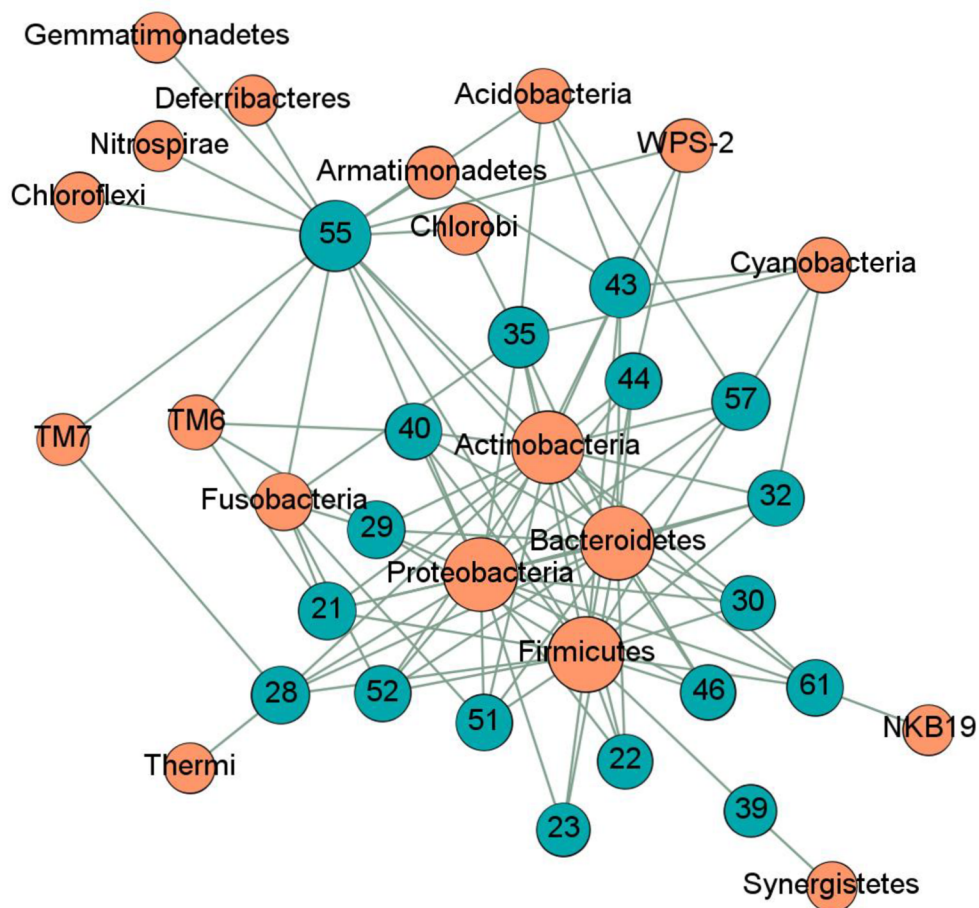 Gemmatimonadetes
Deferribacteres
Acidobacteria
Nitrospirae
WPS-2
Armatimonadetes
Chloroflexi
Chlorobi
55
Cyanobacteria
43
35
44
57
TM6
40
TM7
Actinobacteria
Fusobacteria
32
29
Bacteroidetes
Proteobacteria
21
30
Firmicutes
28
52
46
61
51
NKB19
Thermi
22
39
23
Synergistetes